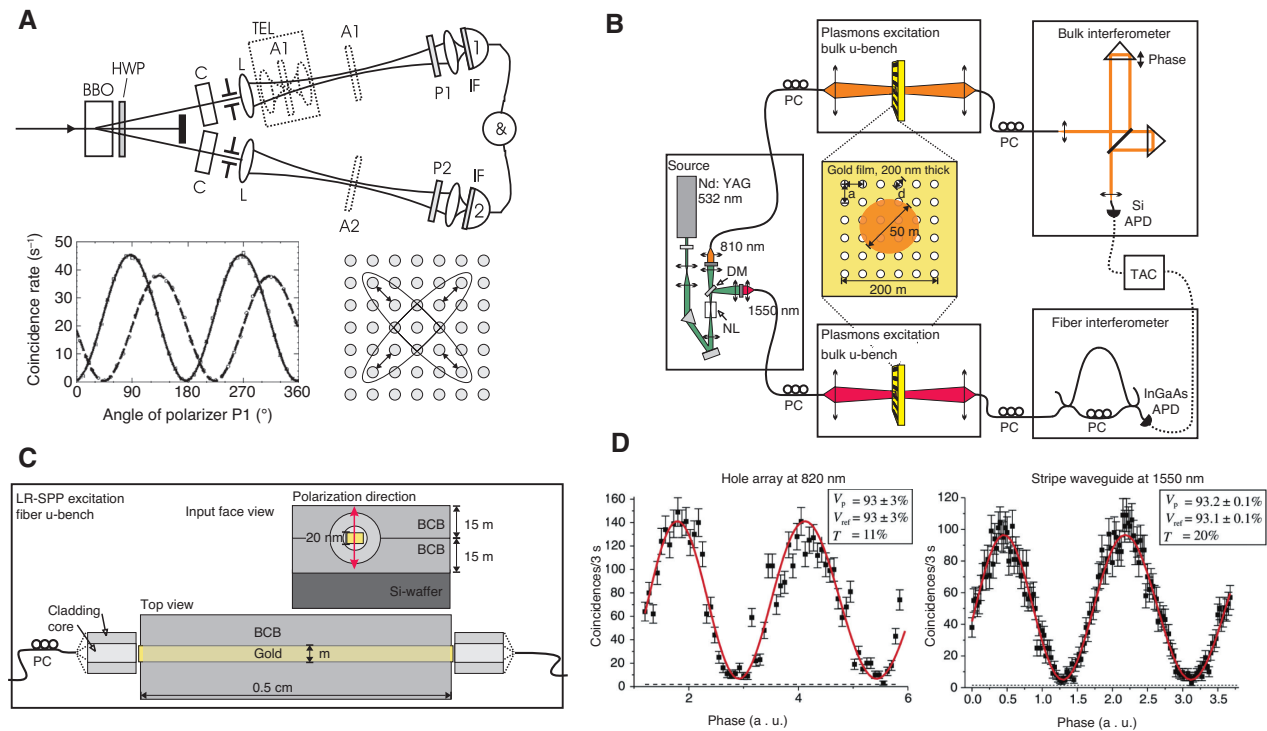 A
TEL
A1
A1
HWP
BBO
C
L
P1
IF
1
&
C
L
A2
P2
IF
2
Coincidence rate (s⁻¹)
50
40
30
20
10
0
0
90
180
270
360
Angle of polarizer P1 (°)
B
Plasmons excitation
bulk u-bench
PC
PC
Bulk interferometer
Phase
Si
APD
TAC
Source
Nd: YAG
532 nm
810 nm
DM
1550 nm
NL
Gold film, 200 nm thick
a
d
50 m
200 m
Plasmons excitation
bulk u-bench
PC
PC
Fiber interferometer
InGaAs
APD
PC
C
LR-SPP excitation
fiber u-bench
Polarization direction
Input face view
BCB
15 m
20 nm
BCB
15 m
Si-waffer
Top view
Cladding
core
PC
BCB
Gold
m
0.5 cm
D
Hole array at 820 nm
Coincidences/3 s
160
140
120
100
80
60
40
20
0
2
4
6
Phase (a . u.)
Vp = 93 ± 3%
Vref = 93 ± 3%
T = 11%
Stripe waveguide at 1550 nm
Coincidences/3 s
120
100
80
60
40
20
0
0.0
0.5
1.0
1.5
2.0
2.5
3.0
3.5
Phase (a . u.)
Vp = 93.2 ± 0.1%
Vref = 93.1 ± 0.1%
T = 20%